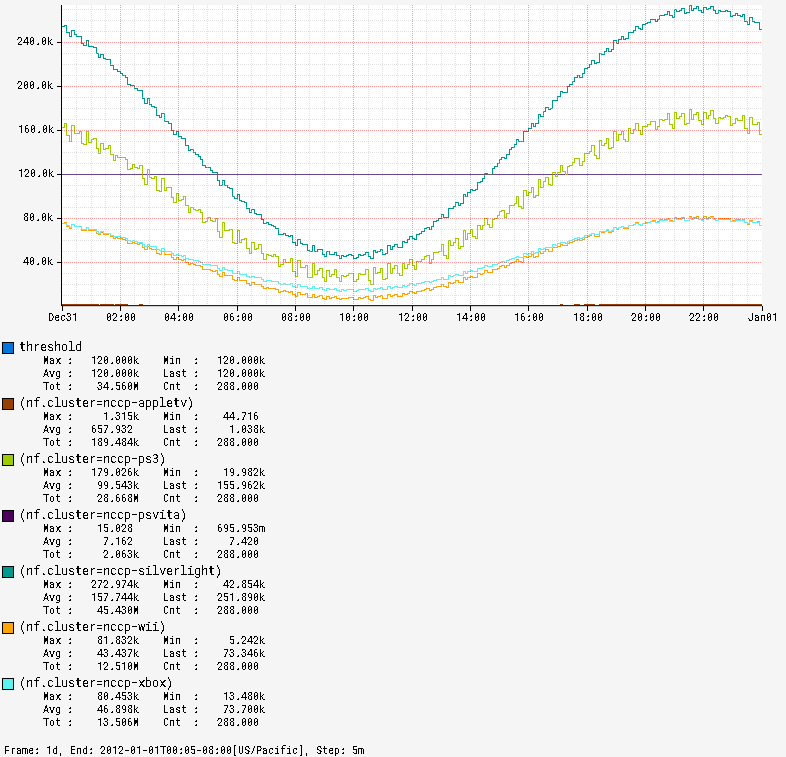 240.0k
200.0k
160.0k
120.0k
80.0k
40.0k
Dec31 02:00 04:00 06:00 08:00 10:00 12:00 14:00 16:00 18:00 20:00 22:00 Jan01
threshold
Max : 120.000k Min : 120.000k
Avg : 120.000k Last : 120.000k
Tot : 34.560M Cnt : 288.000
(nf.cluster=nccp-appletv)
Max : 1.315k Min : 44.716
Avg : 657.932 Last : 1.038k
Tot : 189.484k Cnt : 288.000
(nf.cluster=nccp-ps3)
Max : 179.026k Min : 19.982k
Avg : 99.543k Last : 155.962k
Tot : 28.668M Cnt : 288.000
(nf.cluster=nccp-psvita)
Max : 15.028 Min : 695.953m
Avg : 7.162 Last : 7.420
Tot : 2.063k Cnt : 288.000
(nf.cluster=nccp-silverlight)
Max : 272.974k Min : 42.854k
Avg : 157.744k Last : 251.890k
Tot : 45.430M Cnt : 288.000
(nf.cluster=nccp-wii)
Max : 81.832k Min : 5.242k
Avg : 43.437k Last : 73.346k
Tot : 12.510M Cnt : 288.000
(nf.cluster=nccp-xbox)
Max : 80.453k Min : 13.480k
Avg : 46.898k Last : 73.700k
Tot : 13.506M Cnt : 288.000
Frame: 1d, End: 2012-01-01T00:05-08:00[US/Pacific], Step: 5m